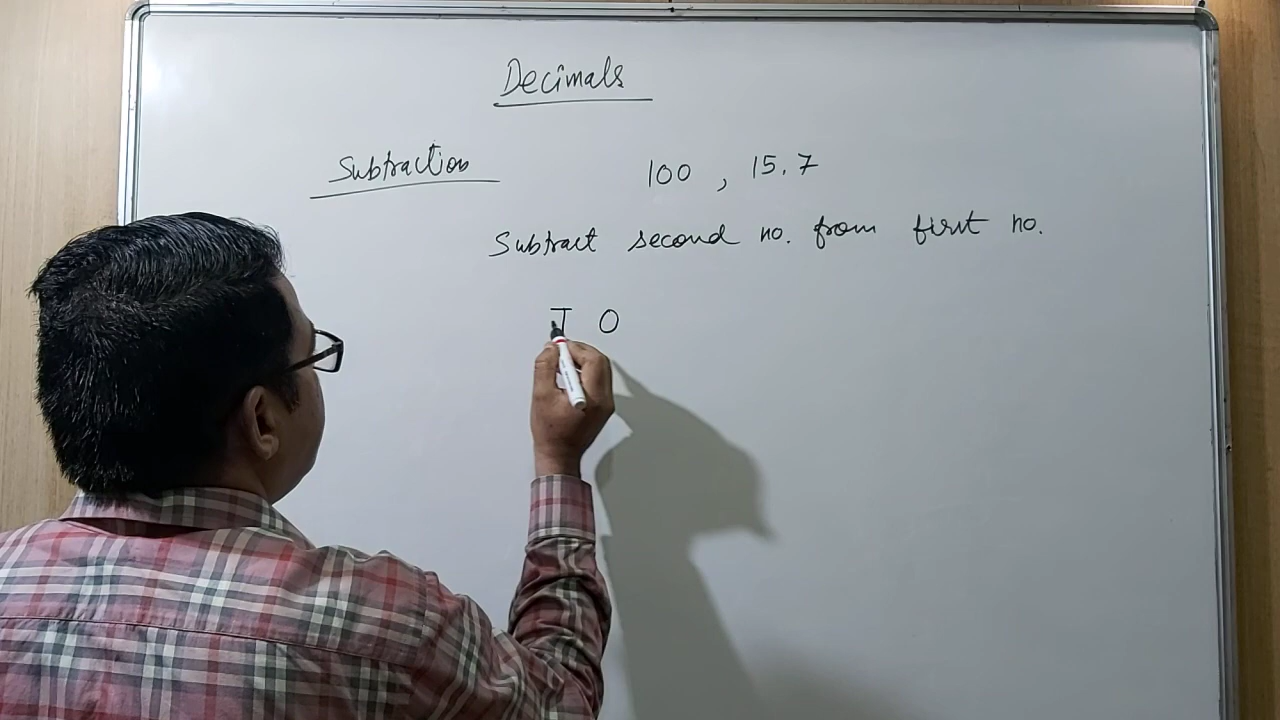 Decimals
Subtraction 100 , 15.7
Subtract second no. from first no.
T O